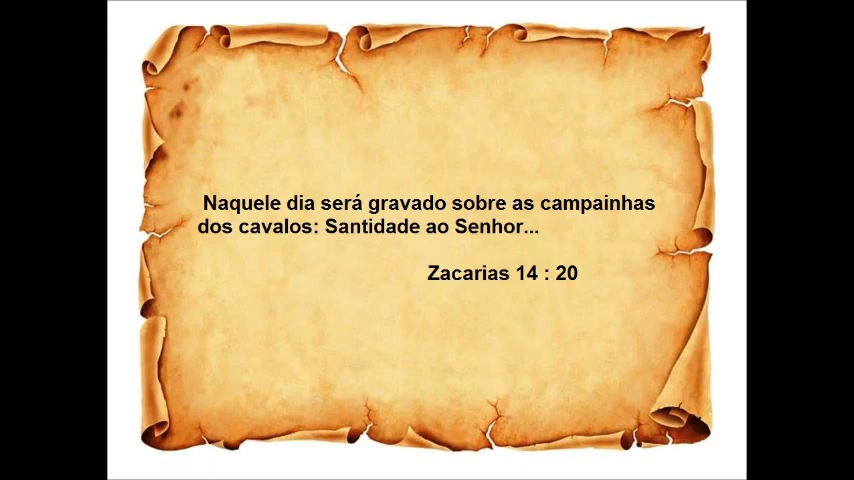 Naquele dia será gravado sobre as campainhas
dos cavalos: Santidade ao Senhor...
Zacarias 14 : 20